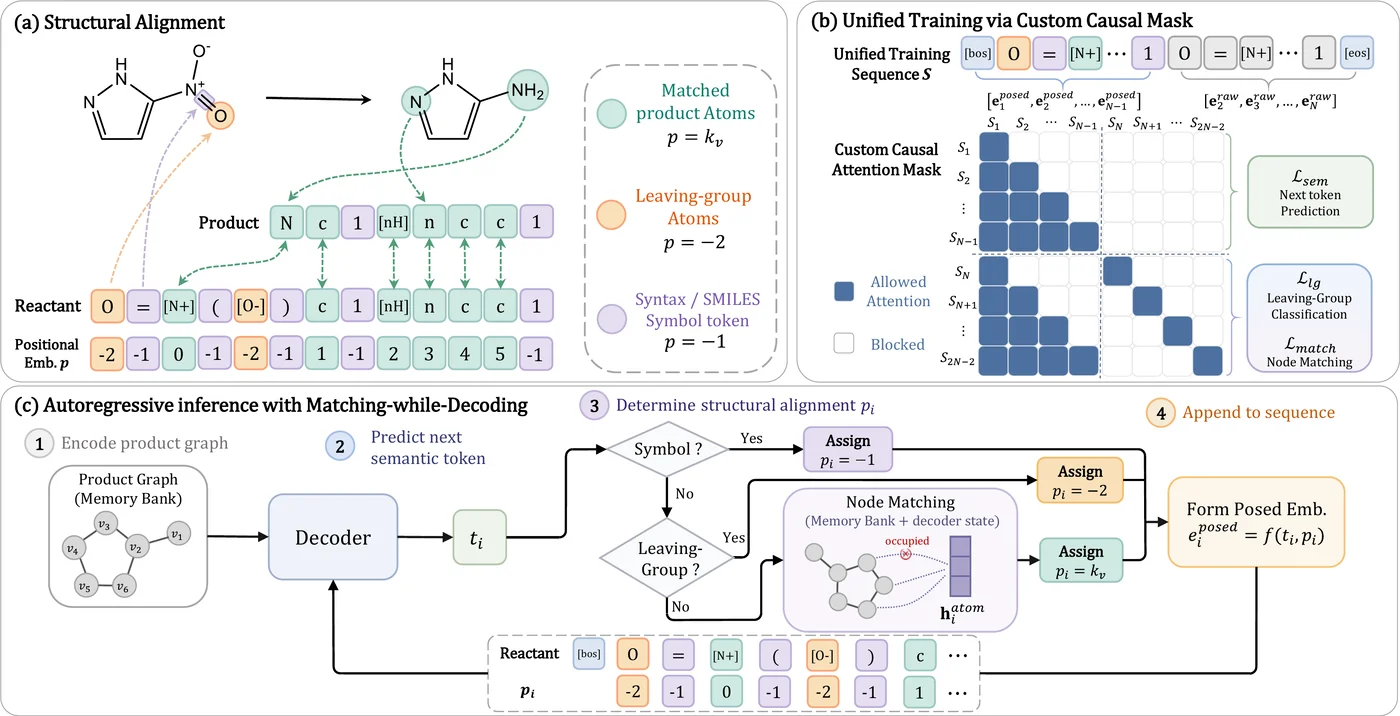 (a) Structural Alignment
O-
H
N
N
N+
O
H
N
N
NH2
Matched
product Atoms
p = k_v
Leaving-group
Atoms
p = −2
Syntax / SMILES
Symbol token
p = −1
Product N c 1 [nH] n c c 1
Reactant O = [N+] ( [O-] ) c 1 [nH] n c c 1
Positional
Emb. p
-2 -1 0 -1 -2 -1 1 -1 2 3 4 5 -1
(b) Unified Training via Custom Causal Mask
Unified Training
Sequence S
[bos] O = [N+] ⋯ 1 O = [N+] ⋯ 1 [eos]
[e_1^posed, e_2^posed, …, e_{N−1}^posed] [e_2^raw, e_3^raw, …, e_N^raw]
S_1 S_2 ⋯ S_{N−1} S_N S_{N+1} ⋯ S_{2N−2}
Custom Causal
Attention Mask
S_1
S_2
⋮
S_{N−1}
S_N
S_{N+1}
⋮
S_{2N−2}
Allowed
Attention
Blocked
ℒ_sem
Next token
Prediction
ℒ_lg
Leaving-Group
Classification
ℒ_match
Node Matching
(c) Autoregressive inference with Matching-while-Decoding
1 Encode product graph
Product Graph
(Memory Bank)
v_3
v_1
v_4
v_2
v_5
v_6
2 Predict next
semantic token
Decoder
t_i
3 Determine structural alignment p_i
Symbol ?
Yes
No
Assign
p_i = −1
Leaving-
Group ?
Yes
No
Assign
p_i = −2
Node Matching
(Memory Bank + decoder state)
occupied
h_i^atom
Assign
p_i = k_v
4 Append to sequence
Form Posed Emb.
e_i^posed = f(t_i, p_i)
Reactant [bos] O = [N+] ( [O-] ) c ⋯
p_i -2 -1 0 -1 -2 -1 1 ⋯